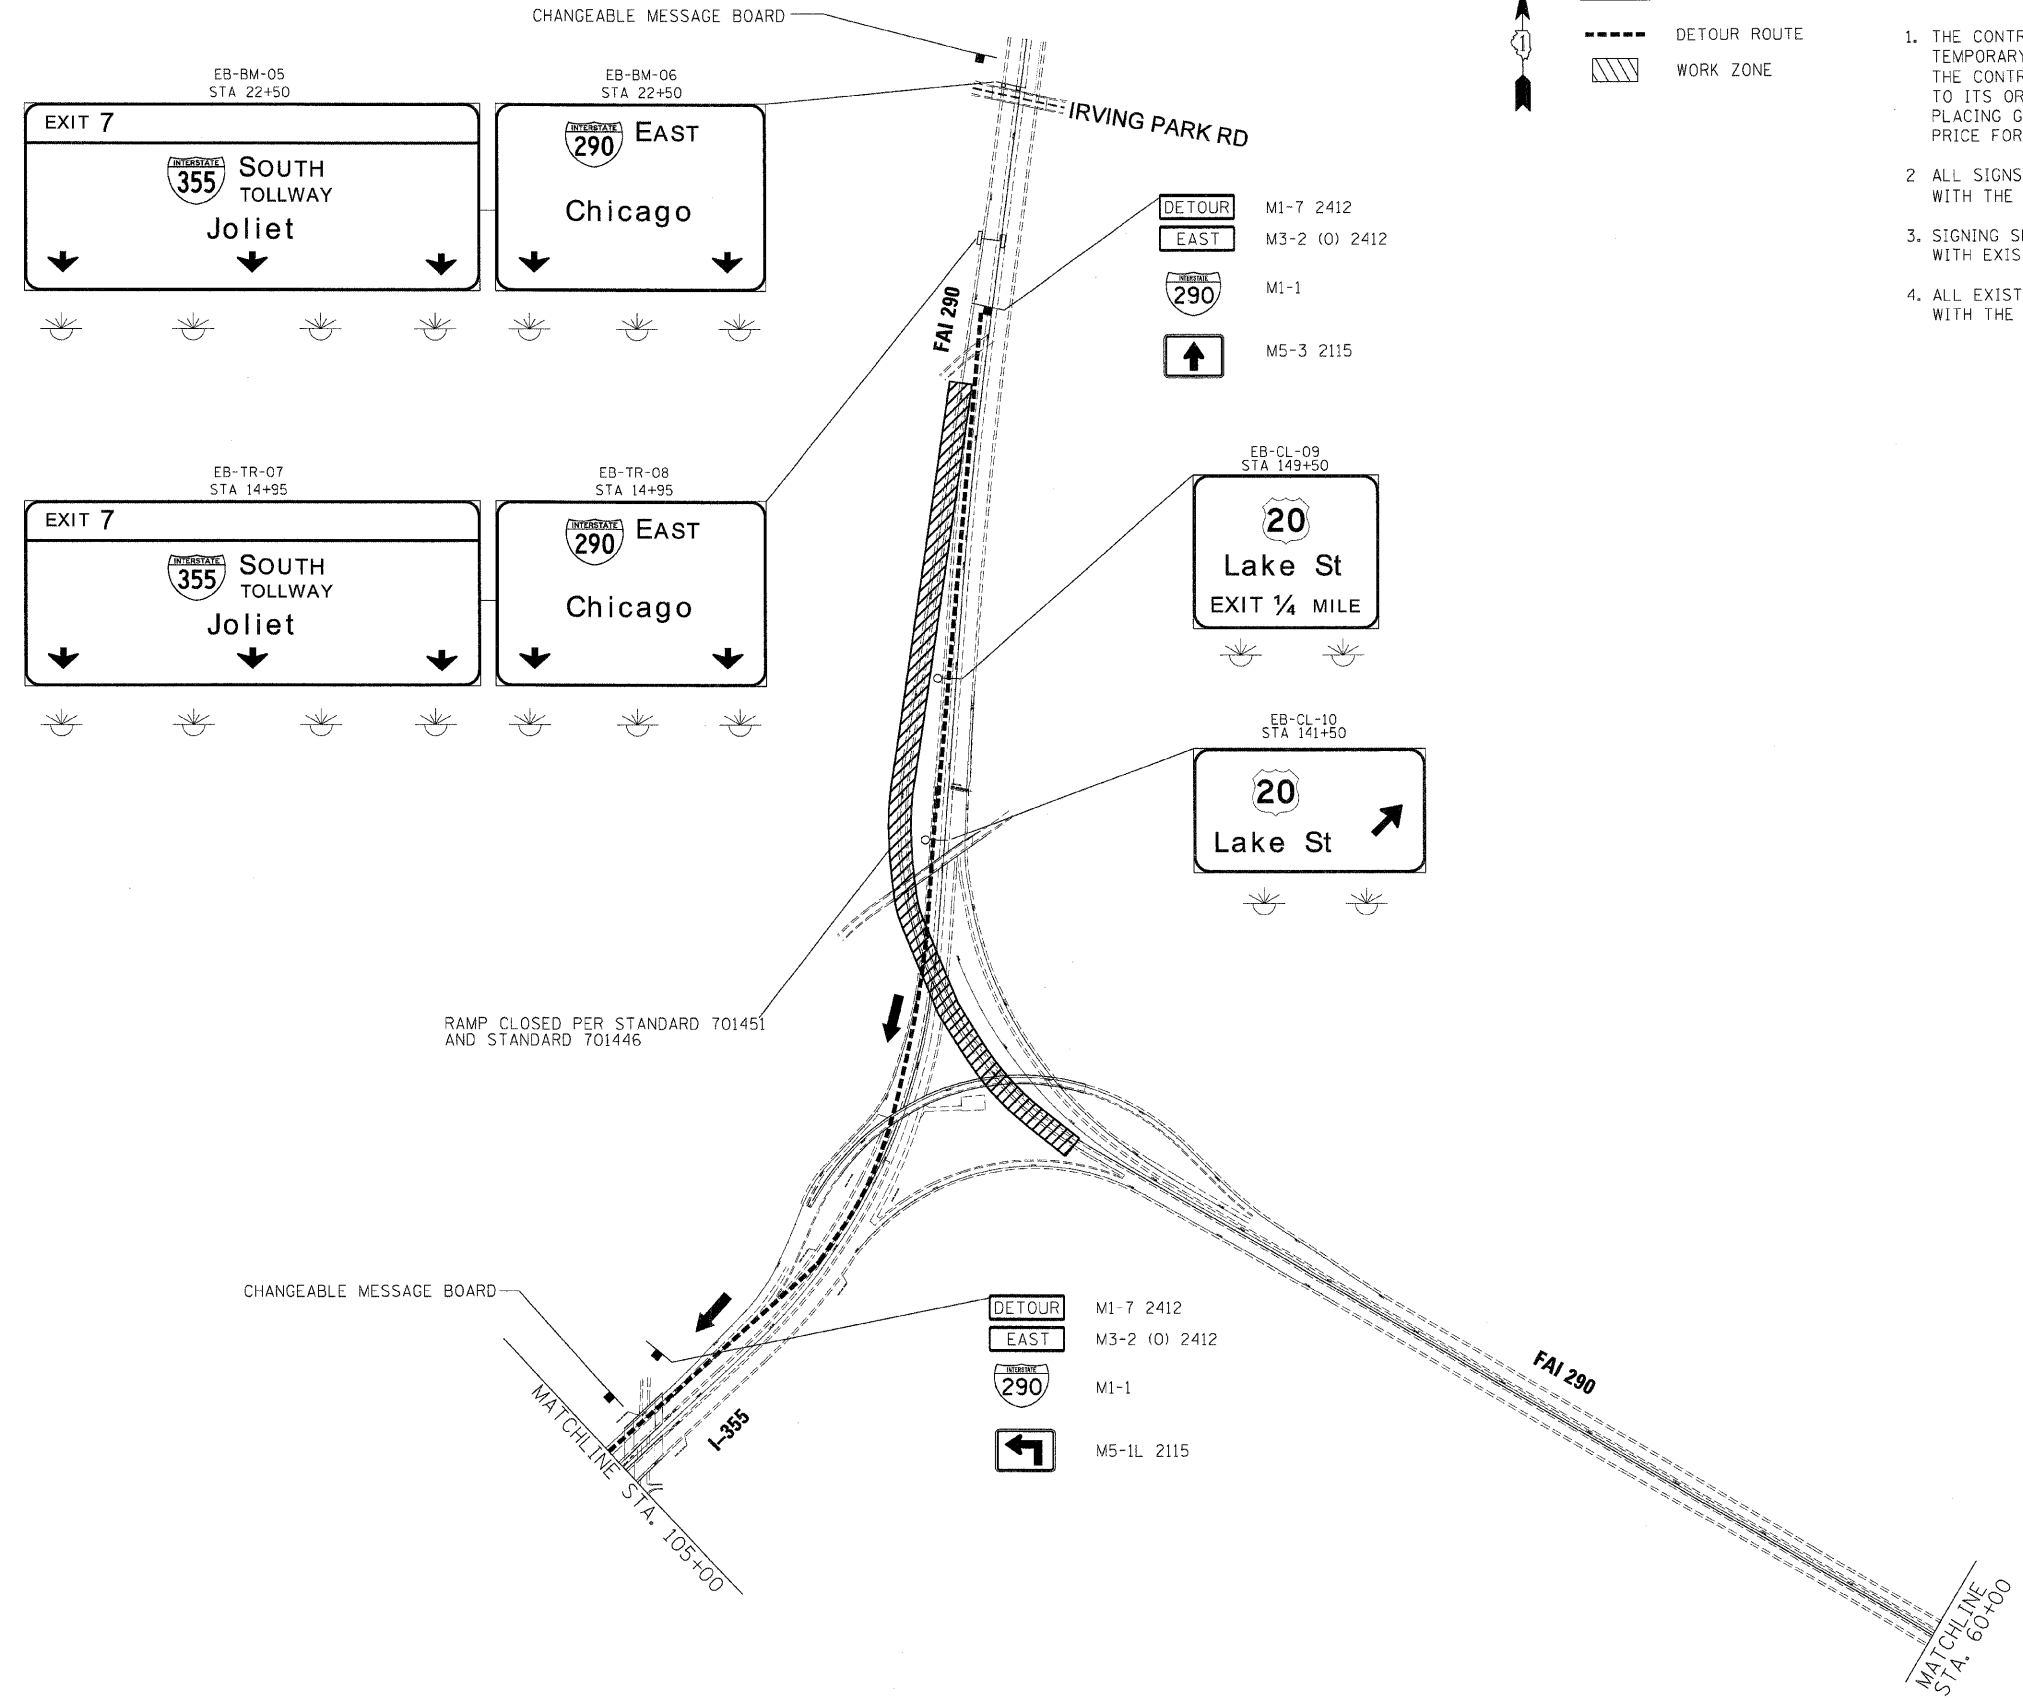 CHANGEABLE MESSAGE BOARD
DETOUR ROUTE
WORK ZONE
1
1. THE CONTR
TEMPORARY
THE CONTR
TO ITS OR
PLACING G
PRICE FOR
2 ALL SIGNS
WITH THE
3. SIGNING S
WITH EXIS
4. ALL EXIST
WITH THE
EB-BM-05
STA 22+50
EXIT 7
INTERSTATE
355
SOUTH
TOLLWAY
Joliet
EB-BM-06
STA 22+50
INTERSTATE
290
EAST
Chicago
IRVING PARK RD
DETOUR M1-7 2412
EAST M3-2 (O) 2412
INTERSTATE
290 M1-1
M5-3 2115
FAI 290
EB-TR-07
STA 14+95
EXIT 7
INTERSTATE
355
SOUTH
TOLLWAY
Joliet
EB-TR-08
STA 14+95
INTERSTATE
290
EAST
Chicago
EB-CL-09
STA 149+50
20
Lake St
EXIT 1/4 MILE
EB-CL-10
STA 141+50
20
Lake St
RAMP CLOSED PER STANDARD 701451
AND STANDARD 701446
CHANGEABLE MESSAGE BOARD
DETOUR M1-7 2412
EAST M3-2 (O) 2412
INTERSTATE
290 M1-1
M5-1L 2115
I-355
FAI 290
MATCHLINE STA. 105+00
MATCHLINE
STA. 60+00